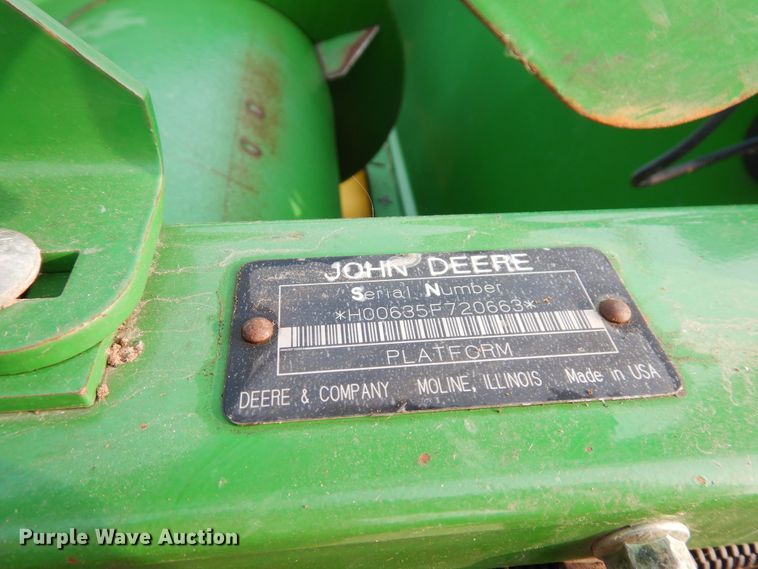 JOHN DEERE
Serial Number
*H00635F720663*
PLATFORM
DEERE & COMPANY MOLINE, ILLINOIS Made in USA
Purple Wave Auction